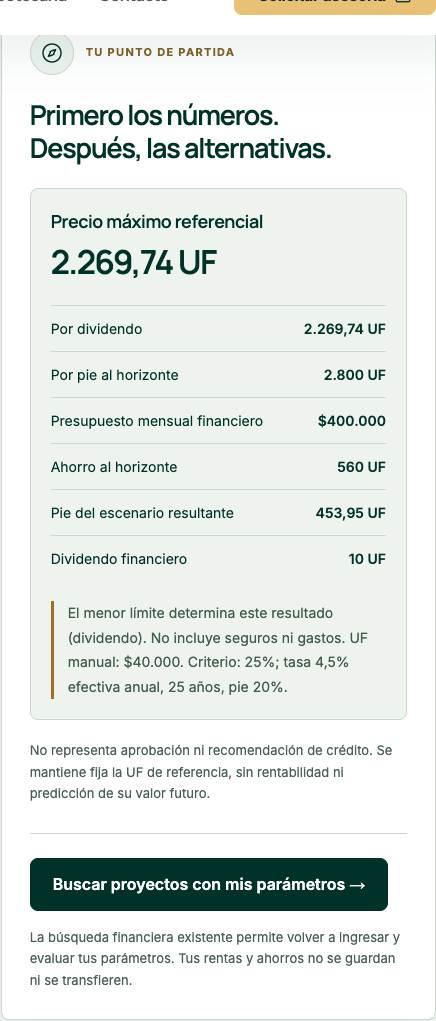 Contacto
TU PUNTO DE PARTIDA
Primero los números.
Después, las alternativas.
Precio máximo referencial
2.269,74 UF
Por dividendo 2.269,74 UF
Por pie al horizonte 2.800 UF
Presupuesto mensual financiero $400.000
Ahorro al horizonte 560 UF
Pie del escenario resultante 453,95 UF
Dividendo financiero 10 UF
El menor límite determina este resultado
(dividendo). No incluye seguros ni gastos. UF
manual: $40.000. Criterio: 25%; tasa 4,5%
efectiva anual, 25 años, pie 20%.
No representa aprobación ni recomendación de crédito. Se
mantiene fija la UF de referencia, sin rentabilidad ni
predicción de su valor futuro.
Buscar proyectos con mis parámetros →
La búsqueda financiera existente permite volver a ingresar y
evaluar tus parámetros. Tus rentas y ahorros no se guardan
ni se transfieren.